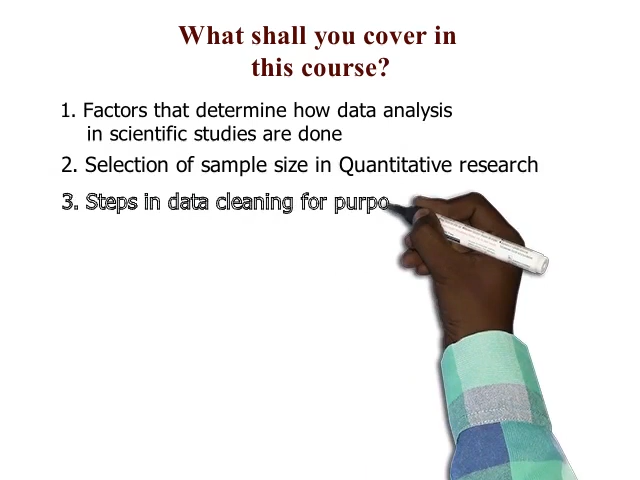 What shall you cover in
this course?
1. Factors that determine how data analysis
in scientific studies are done
2. Selection of sample size in Quantitative research
3. Steps in data cleaning for purpo